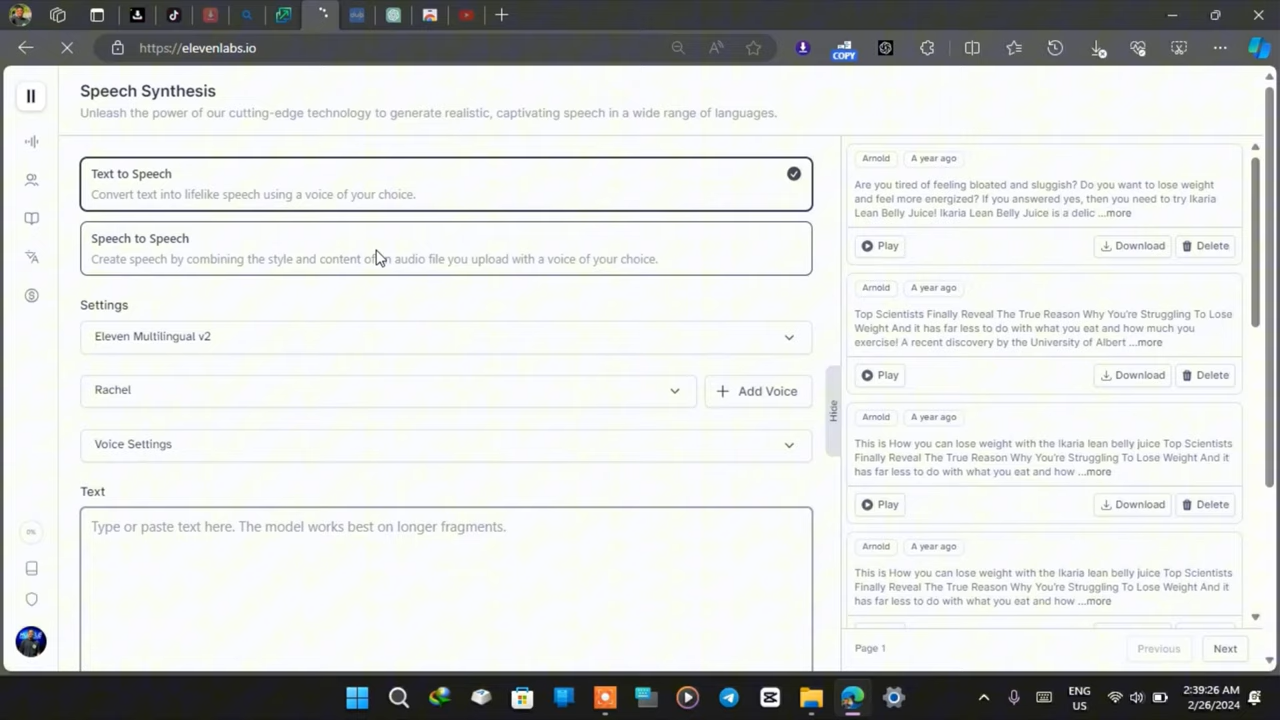 https://elevenlabs.io
COPY
Speech Synthesis
Unleash the power of our cutting-edge technology to generate realistic, captivating speech in a wide range of languages.
Text to Speech
Convert text into lifelike speech using a voice of your choice.
Speech to Speech
Create speech by combining the style and content of an audio file you upload with a voice of your choice.
Settings
Eleven Multilingual v2
Rachel
Add Voice
Voice Settings
Text
Type or paste text here. The model works best on longer fragments.
0%
Hide
Arnold A year ago
Are you tired of feeling bloated and sluggish? Do you want to lose weight
and feel more energized? If you answered yes, then you need to try Ikaria
Lean Belly Juice! Ikaria Lean Belly Juice is a delic ...more
Play Download Delete
Arnold A year ago
Top Scientists Finally Reveal The True Reason Why You're Struggling To Lose
Weight And it has far less to do with what you eat and how much you
exercise! A recent discovery by the University of Albert ...more
Play Download Delete
Arnold A year ago
This is How you can lose weight with the Ikaria lean belly juice Top Scientists
Finally Reveal The True Reason Why You're Struggling To Lose Weight And it
has far less to do with what you eat and how ...more
Play Download Delete
Arnold A year ago
This is How you can lose weight with the Ikaria lean belly juice Top Scientists
Finally Reveal The True Reason Why You're Struggling To Lose Weight And it
has far less to do with what you eat and how ...more
Page 1 Previous Next
ENG
US
2:39:26 AM
2/26/2024